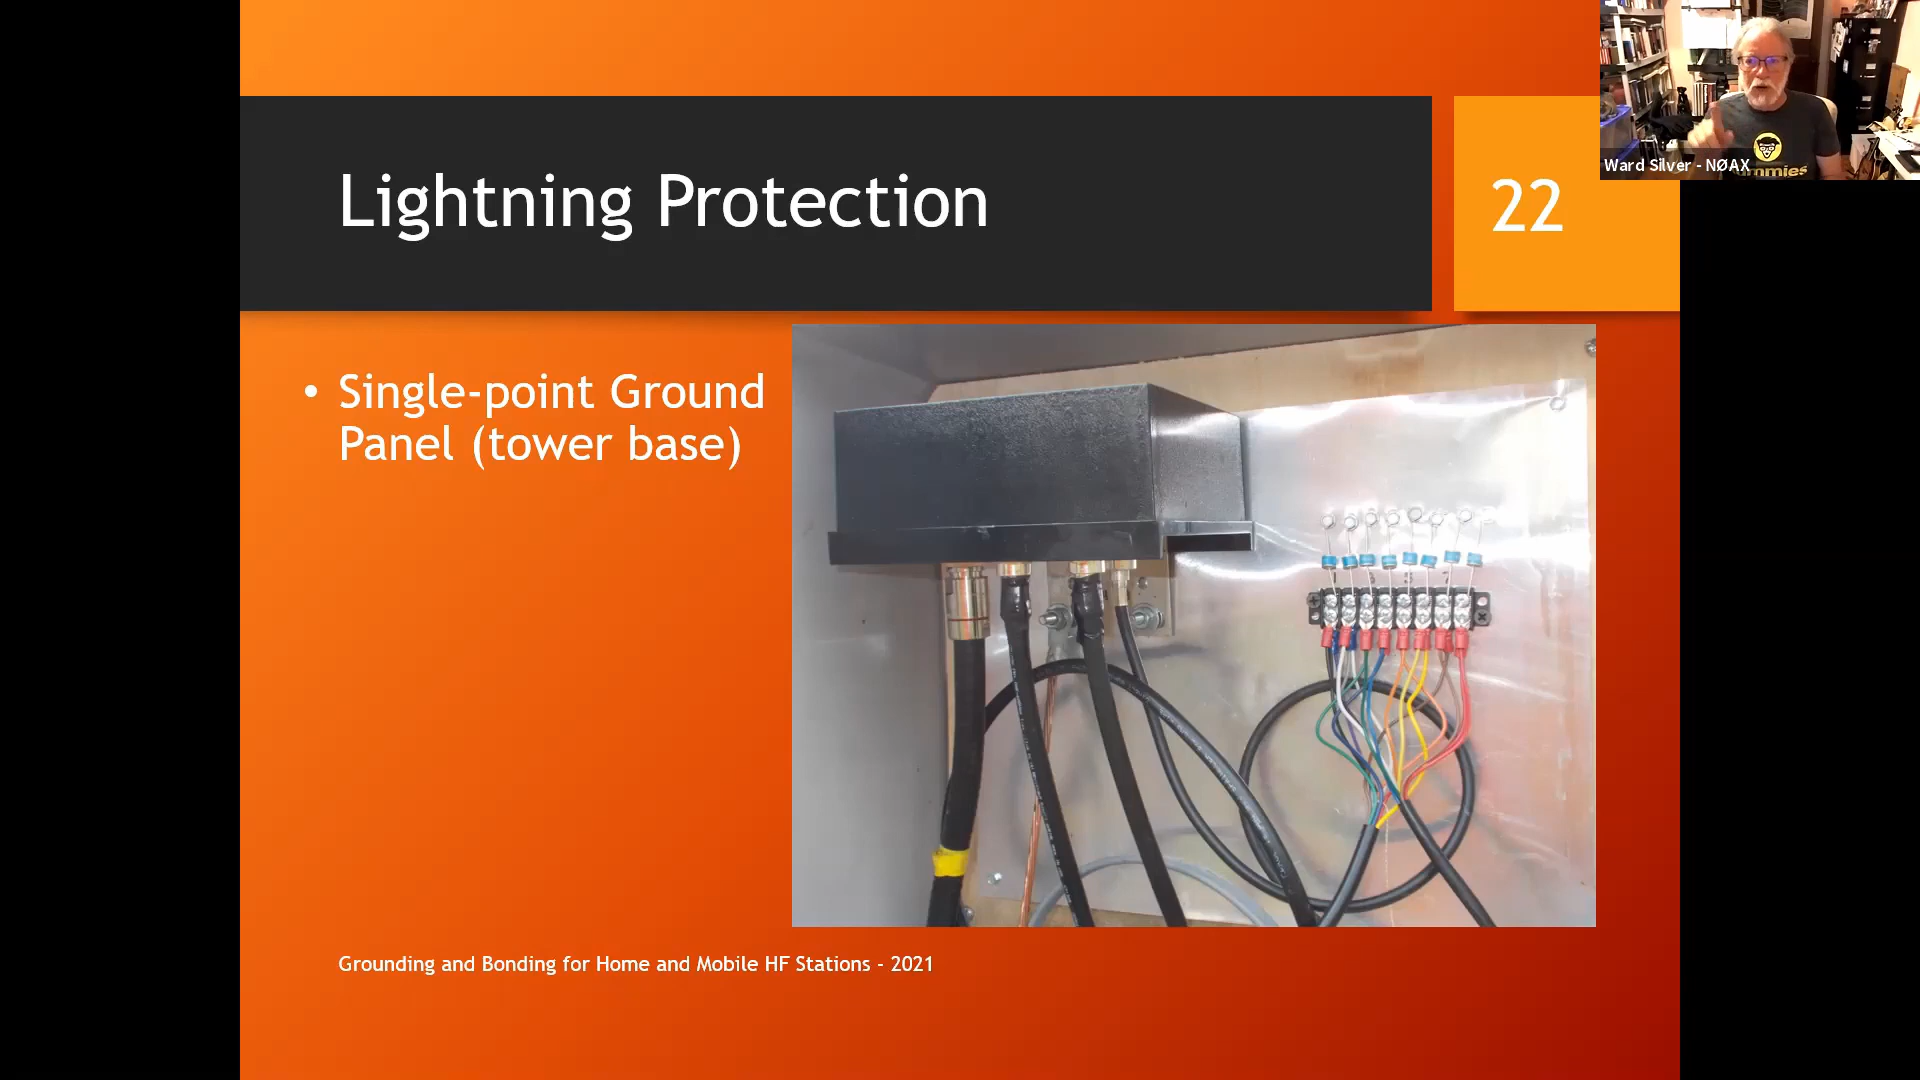 Lightning Protection
22
Ward Silver - NØAX
• Single-point Ground
Panel (tower base)
Grounding and Bonding for Home and Mobile HF Stations - 2021